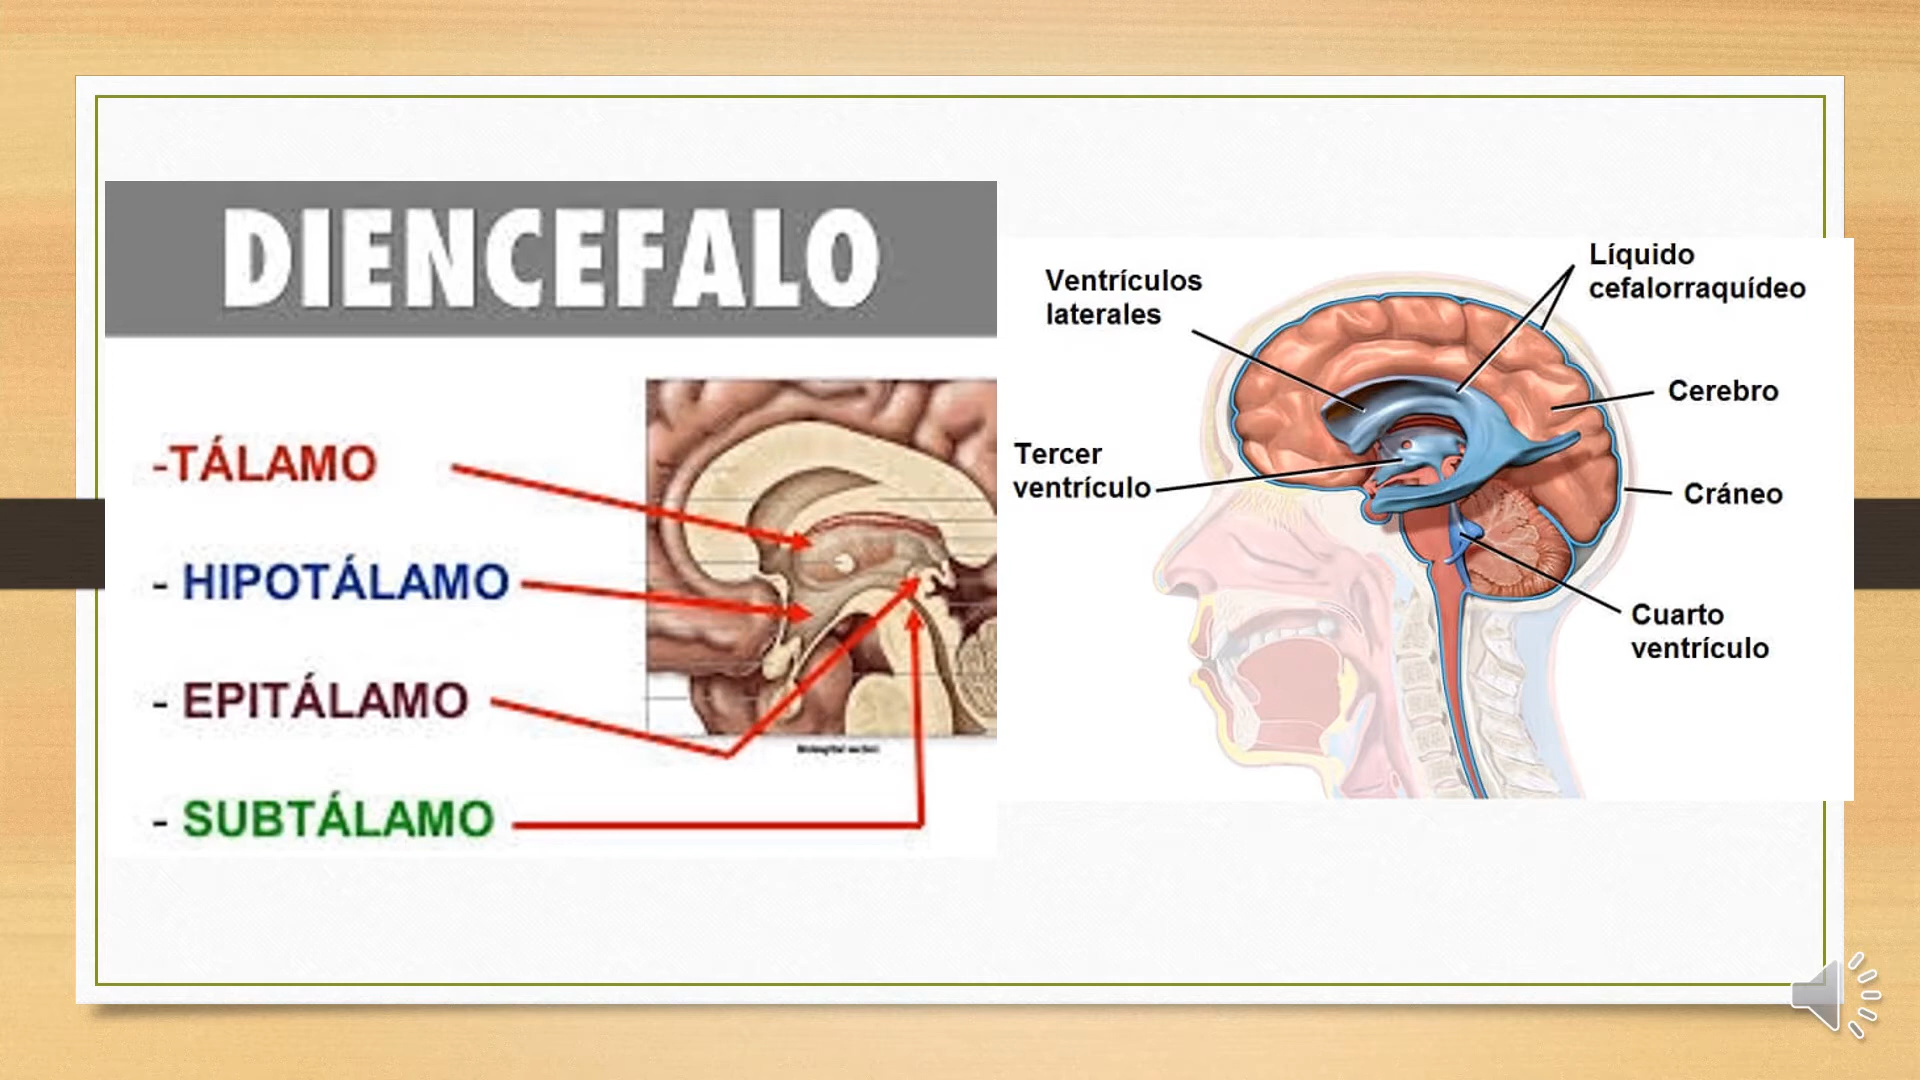 DIENCEFALO
-TÁLAMO
- HIPOTÁLAMO
- EPITÁLAMO
- SUBTÁLAMO
Ventrículos
laterales
Líquido
cefalorraquídeo
Cerebro
Tercer
ventrículo
Cráneo
Cuarto
ventrículo